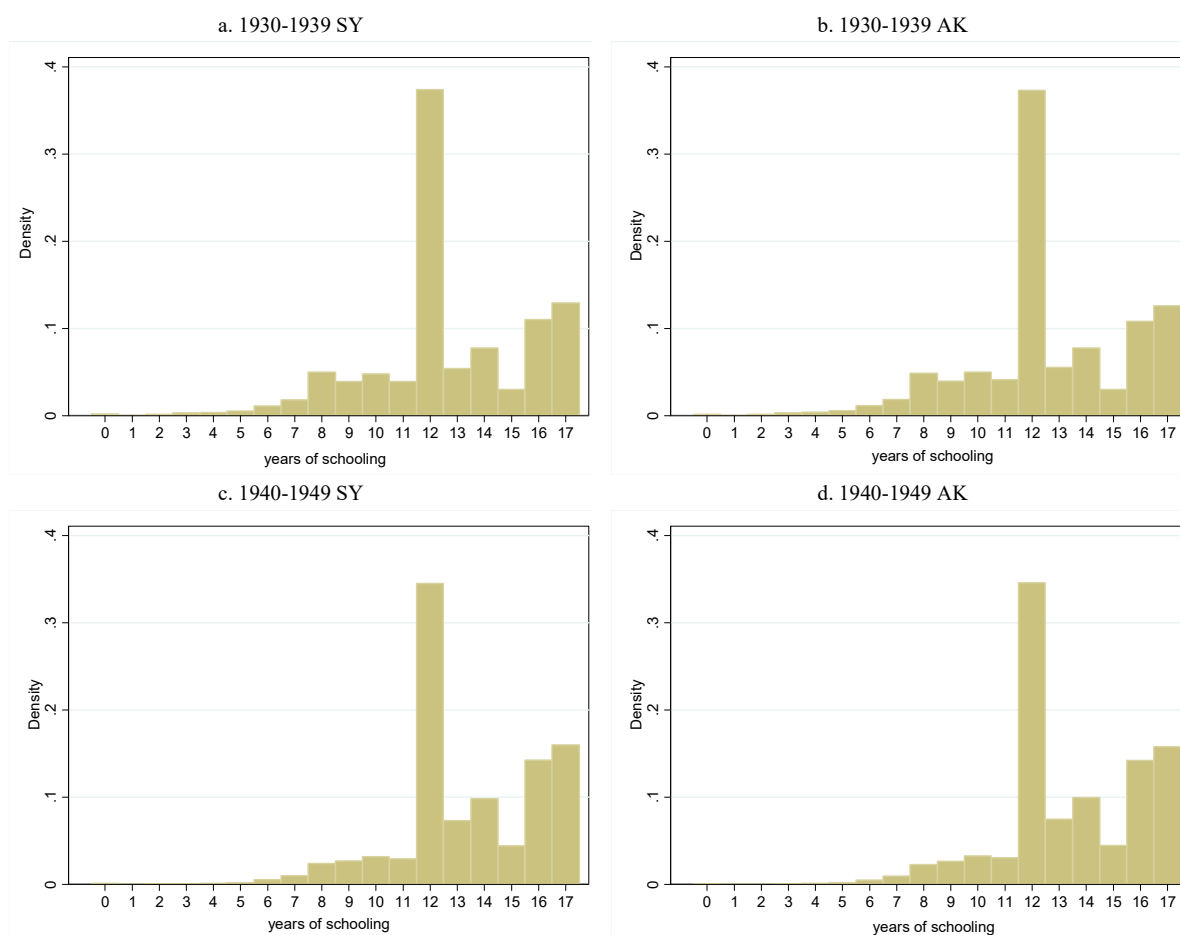 a. 1930-1939 SY
.4
.3
.2
.1
0
Density
0 1 2 3 4 5 6 7 8 9 10 11 12 13 14 15 16 17
years of schooling
b. 1930-1939 AK
.4
.3
.2
.1
0
Density
0 1 2 3 4 5 6 7 8 9 10 11 12 13 14 15 16 17
years of schooling
c. 1940-1949 SY
.4
.3
.2
.1
0
Density
0 1 2 3 4 5 6 7 8 9 10 11 12 13 14 15 16 17
years of schooling
d. 1940-1949 AK
.4
.3
.2
.1
0
Density
0 1 2 3 4 5 6 7 8 9 10 11 12 13 14 15 16 17
years of schooling